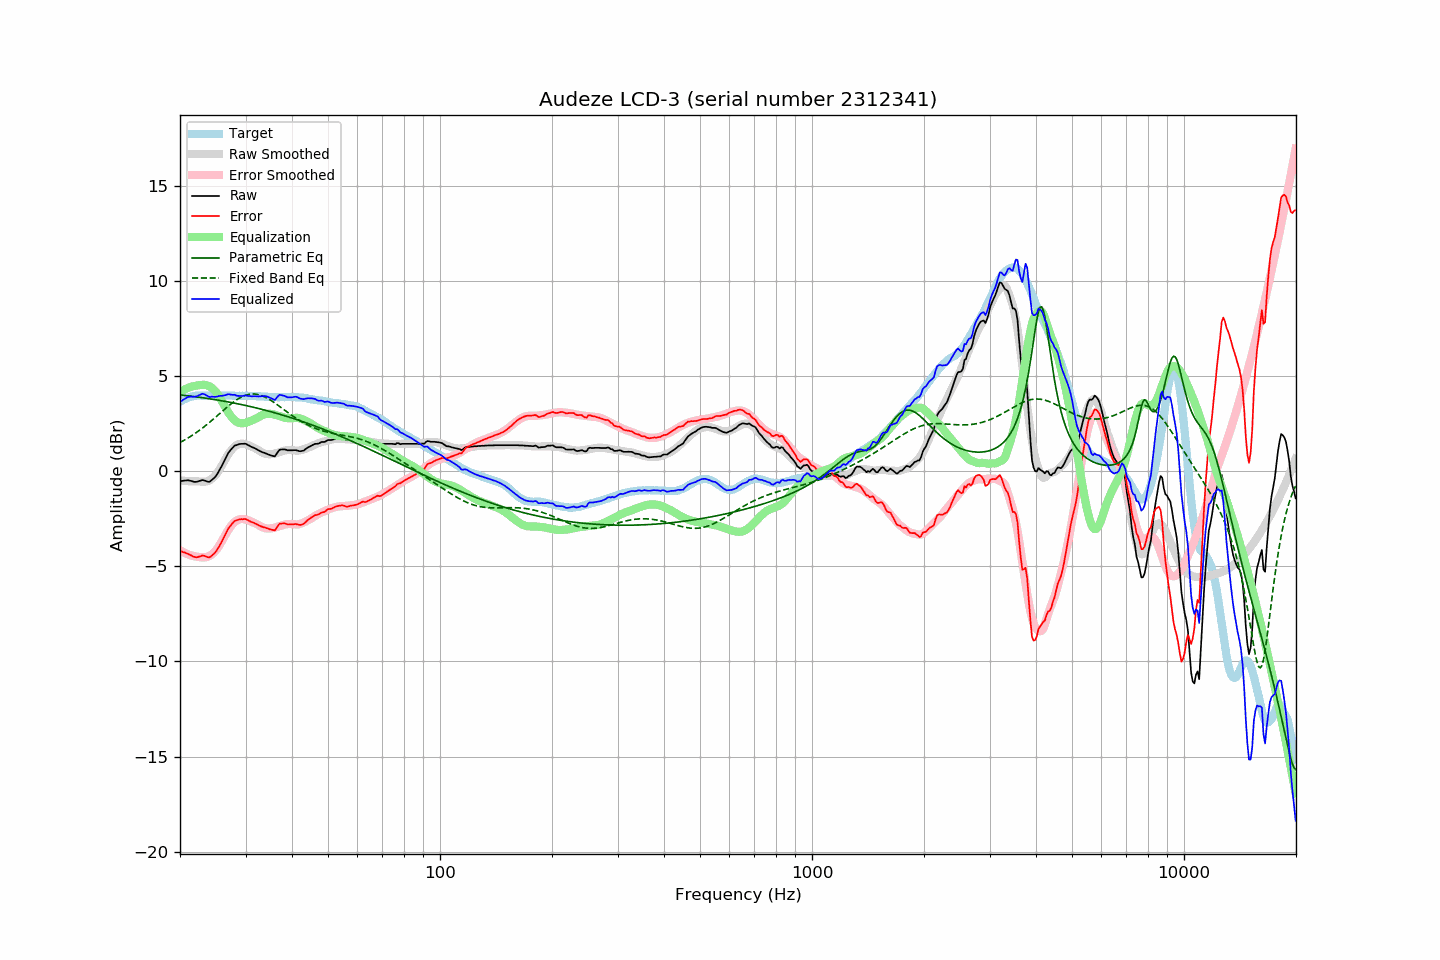 Audeze LCD-3 (serial number 2312341)
Target
Raw Smoothed
Error Smoothed
Raw
Error
Equalization
Parametric Eq
Fixed Band Eq
Equalized
15
10
5
0
−5
−10
−15
−20
Amplitude (dBr)
100
1000
10000
Frequency (Hz)